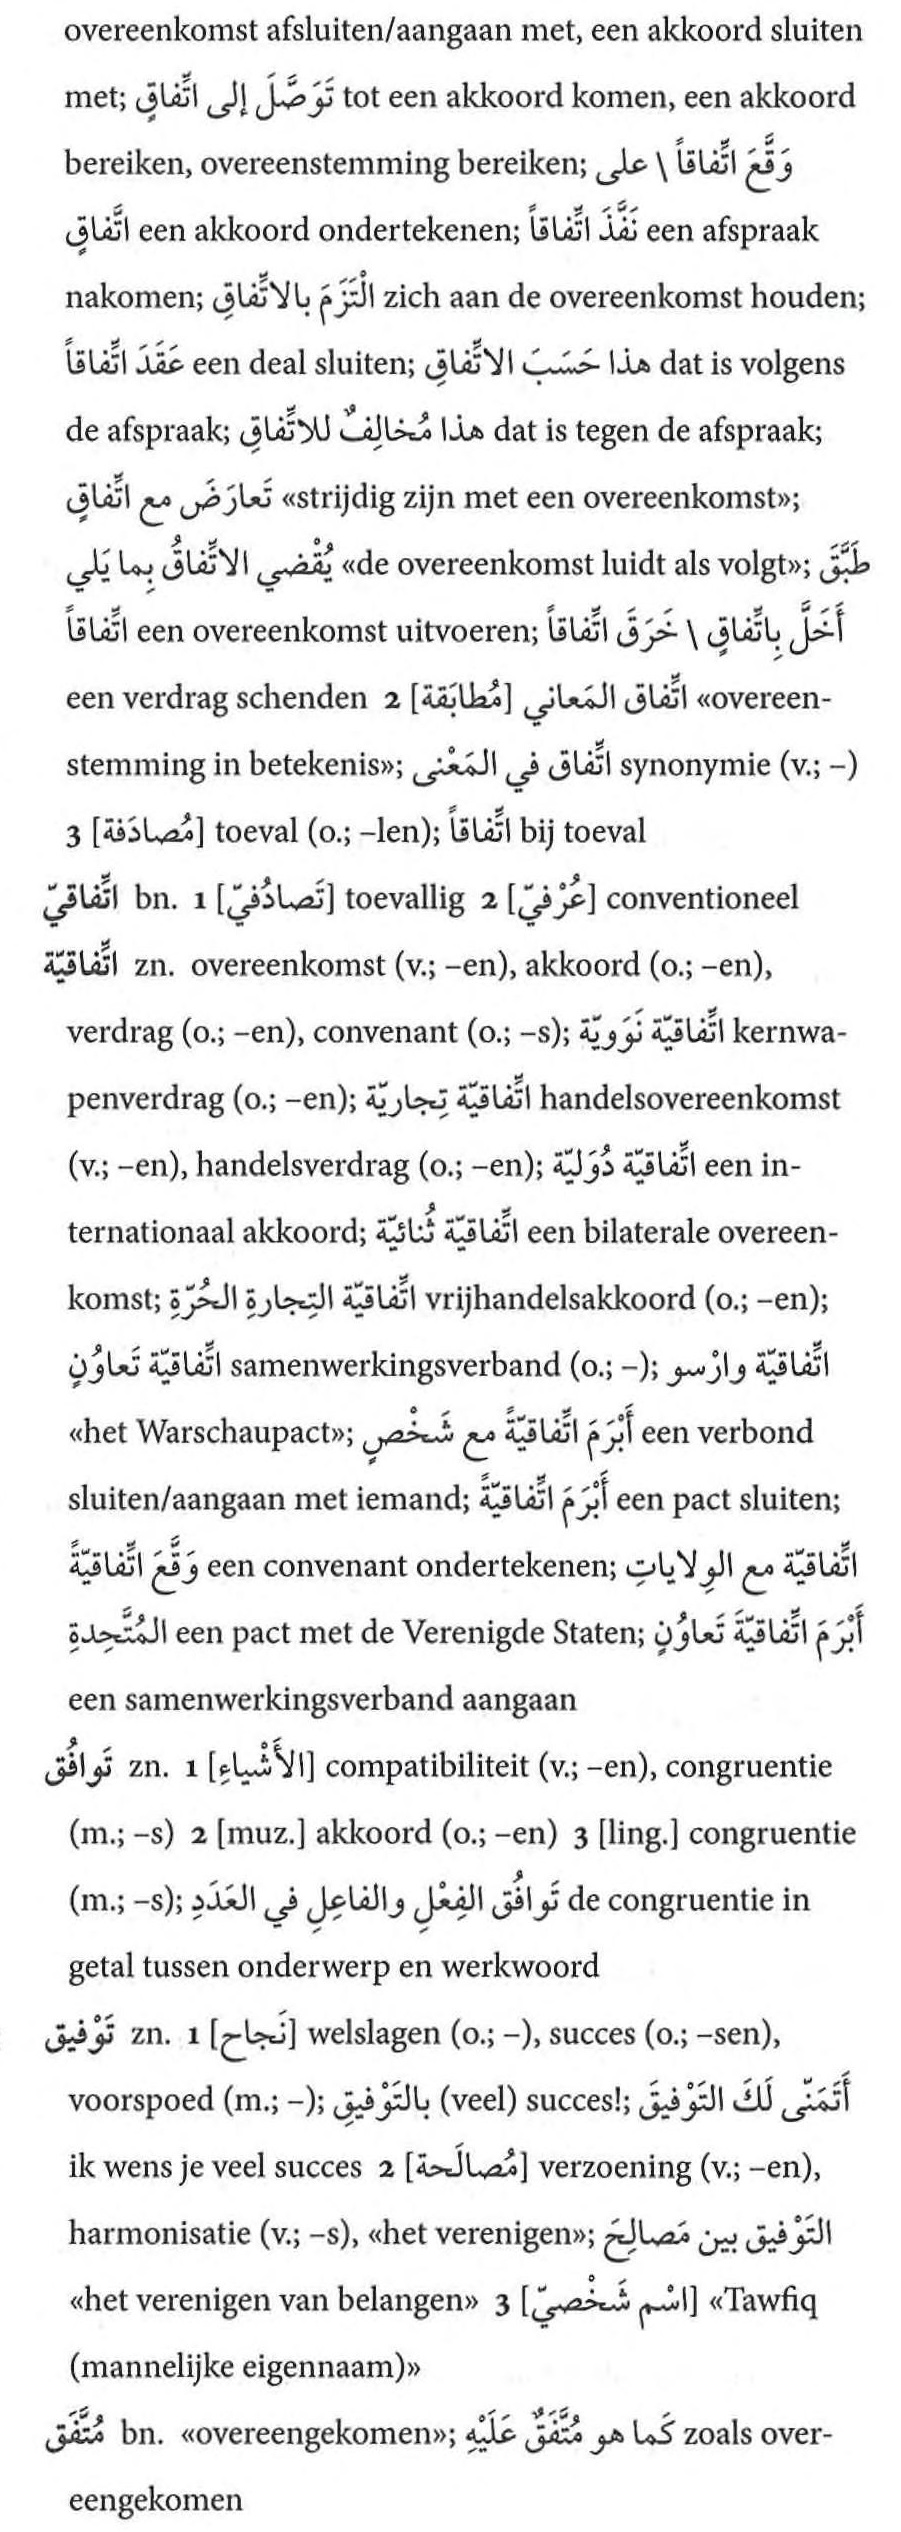 overeenkomst afsluiten/aangaan met, een akkoord sluiten
met; تَوَصَّلَ إلى اتِّفاقٍ tot een akkoord komen, een akkoord
bereiken, overeenstemming bereiken; وَقَّعَ اتِّفاقاً \ على
اتَّفاقٍ een akkoord ondertekenen; نَفَّذَ اتِّفاقاً een afspraak
nakomen; الْتَزَمَ بالاتِّفاقِ zich aan de overeenkomst houden;
عَقَدَ اتِّفاقاً een deal sluiten; هذا حَسَبَ الاتِّفاقِ dat is volgens
de afspraak; هذا مُخالِفٌ للاتِّفاقِ dat is tegen de afspraak;
تَعارَضَ مع اتِّفاقٍ «strijdig zijn met een overeenkomst»;
يُقْضي الاتِّفاقُ بِما يَلي «de overeenkomst luidt als volgt»; طَبَّقَ
اتِّفاقاً een overeenkomst uitvoeren; أَخَلَّ بِاتِّفاقٍ \ خَرَقَ اتِّفاقاً
een verdrag schenden 2 [مُطابَقة] اتِّفاق المَعاني «overeen-
stemming in betekenis»; اتِّفاق في المَعْنى synonymie (v.; –)
3 [مُصادَفة] toeval (o.; –len); اتِّفاقاً bij toeval
اتِّفاقيّ bn. 1 [تَصادُفيّ] toevallig 2 [عُرْفيّ] conventioneel
اتِّفاقيّة zn. overeenkomst (v.; –en), akkoord (o.; –en),
verdrag (o.; –en), convenant (o.; –s); اتِّفاقيّة نَوَويّة kernwa-
penverdrag (o.; –en); اتِّفاقيّة تِجاريّة handelsovereenkomst
(v.; –en), handelsverdrag (o.; –en); اتِّفاقيّة دُوَليّة een in-
ternationaal akkoord; اتِّفاقيّة ثُنائيّة een bilaterale overeen-
komst; اتِّفاقيّة التِجارةِ الحُرّةِ vrijhandelsakkoord (o.; –en);
اتِّفاقيّة تَعاوُنٍ samenwerkingsverband (o.; –); اتِّفاقيّة وارْسو
«het Warschaupact»; أَبْرَمَ اتِّفاقيّةً مع شَخْصٍ een verbond
sluiten/aangaan met iemand; أَبْرَمَ اتِّفاقيّةً een pact sluiten;
وَقَّعَ اتِّفاقيّةً een convenant ondertekenen; اتِّفاقيّة مع الوِلاياتِ
المُتَّحِدةِ een pact met de Verenigde Staten; أَبْرَمَ اتِّفاقيّةَ تَعاوُنٍ
een samenwerkingsverband aangaan
تَوافُق zn. 1 [الأَشْياءِ] compatibiliteit (v.; –en), congruentie
(m.; –s) 2 [muz.] akkoord (o.; –en) 3 [ling.] congruentie
(m.; –s); تَوافُق الفِعْلِ والفاعِلِ في العَدَدِ de congruentie in
getal tussen onderwerp en werkwoord
تَوْفيق zn. 1 [نَجاح] welslagen (o.; –), succes (o.; –sen),
voorspoed (m.; –); بالتَوْفيقِ (veel) succes!; أَتَمَنّى لَكَ التَوْفيقَ
ik wens je veel succes 2 [مُصالَحة] verzoening (v.; –en),
harmonisatie (v.; –s), «het verenigen»; التَوْفيق بين مَصالِحَ
«het verenigen van belangen» 3 [اسْم شَخْصيّ] «Tawfiq
(mannelijke eigennaam)»
مُتَّفَق bn. «overeengekomen»; كَما هو مُتَّفَقٌ عَلَيْهِ zoals over-
eengekomen